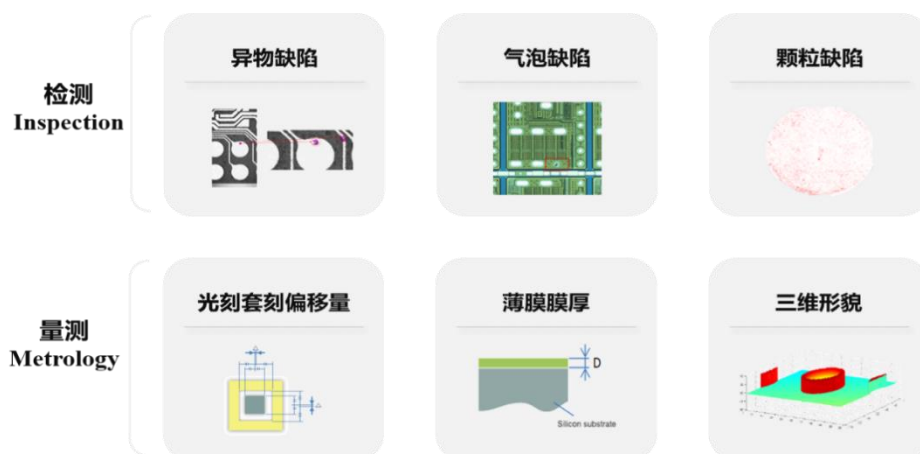 异物缺陷
气泡缺陷
颗粒缺陷
检测
Inspection
光刻套刻偏移量
薄膜膜厚
三维形貌
量测
Metrology
D
Silicon substrate